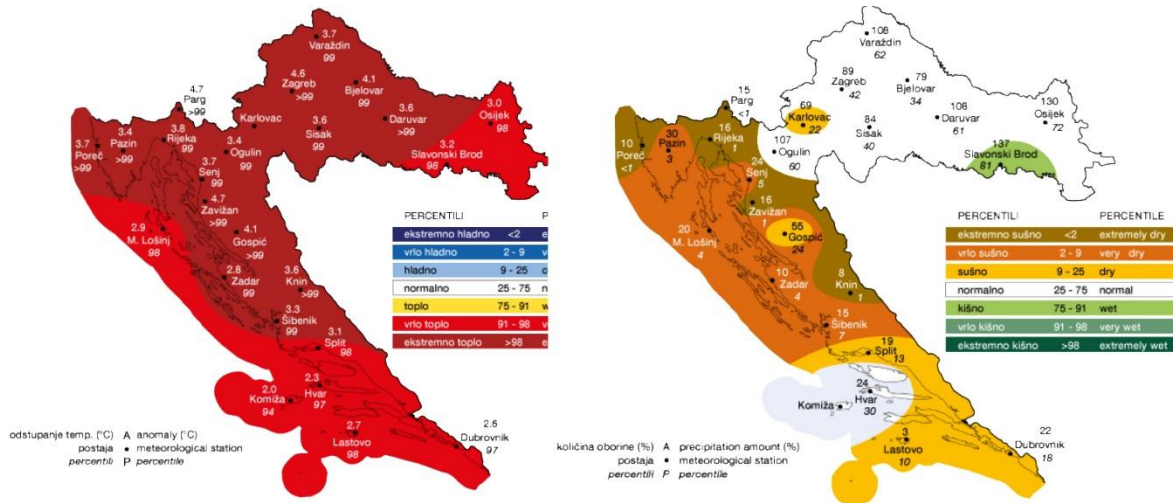 3.7
Varaždin
99
4.6
Zagreb
>99
4.1
Bjelovar
99
4.7
Parg
>99
Karlovac
3.6
Sisak
99
3.6
Daruvar
>99
3.0
Osijek
98
3.2
Slavonski Brod
98
3.7
Poreč
>99
3.4
Pazin
>99
3.8
Rijeka
99
3.4
Ogulin
99
3.7
Senj
99
4.7
Zavižan
>99
4.1
Gospić
>99
2.9
M. Lošinj
98
2.8
Zadar
99
3.6
Knin
>99
3.3
Šibenik
99
3.1
Split
98
2.3
Hvar
97
2.0
Komiža
94
2.7
Lastovo
98
2.6
Dubrovnik
97
PERCENTILI P
ekstremno hladno <2 e
vrlo hladno 2 - 9 v
hladno 9 - 25 c
normalno 25 - 75 n
toplo 75 - 91 w
vrlo toplo 91 - 98 v
ekstremno toplo >98 e
odstupanje temp. (°C) A anomaly (°C)
postaja meteorological station
percentili P percentile
108
Varaždin
62
89
Zagreb
42
79
Bjelovar
34
15
Parg
<1
69
Karlovac
22
84
Sisak
40
108
Daruvar
61
130
Osijek
72
137
Slavonski Brod
81
10
Poreč
<1
30
Pazin
3
16
Rijeka
1
107
Ogulin
60
24
Senj
5
16
Zavižan
1
55
Gospić
24
20
M. Lošinj
4
10
Zadar
4
8
Knin
1
15
Šibenik
7
19
Split
13
24
Hvar
30
Komiža
3
Lastovo
10
22
Dubrovnik
18
PERCENTILI PERCENTILE
ekstremno sušno <2 extremely dry
vrlo sušno 2 - 9 very dry
sušno 9 - 25 dry
normalno 25 - 75 normal
kišno 75 - 91 wet
vrlo kišno 91 - 98 very wet
ekstremno kišno >98 extremely wet
količina oborine (%) A precipitation amount (%)
postaja meteorological station
percentili P percentile